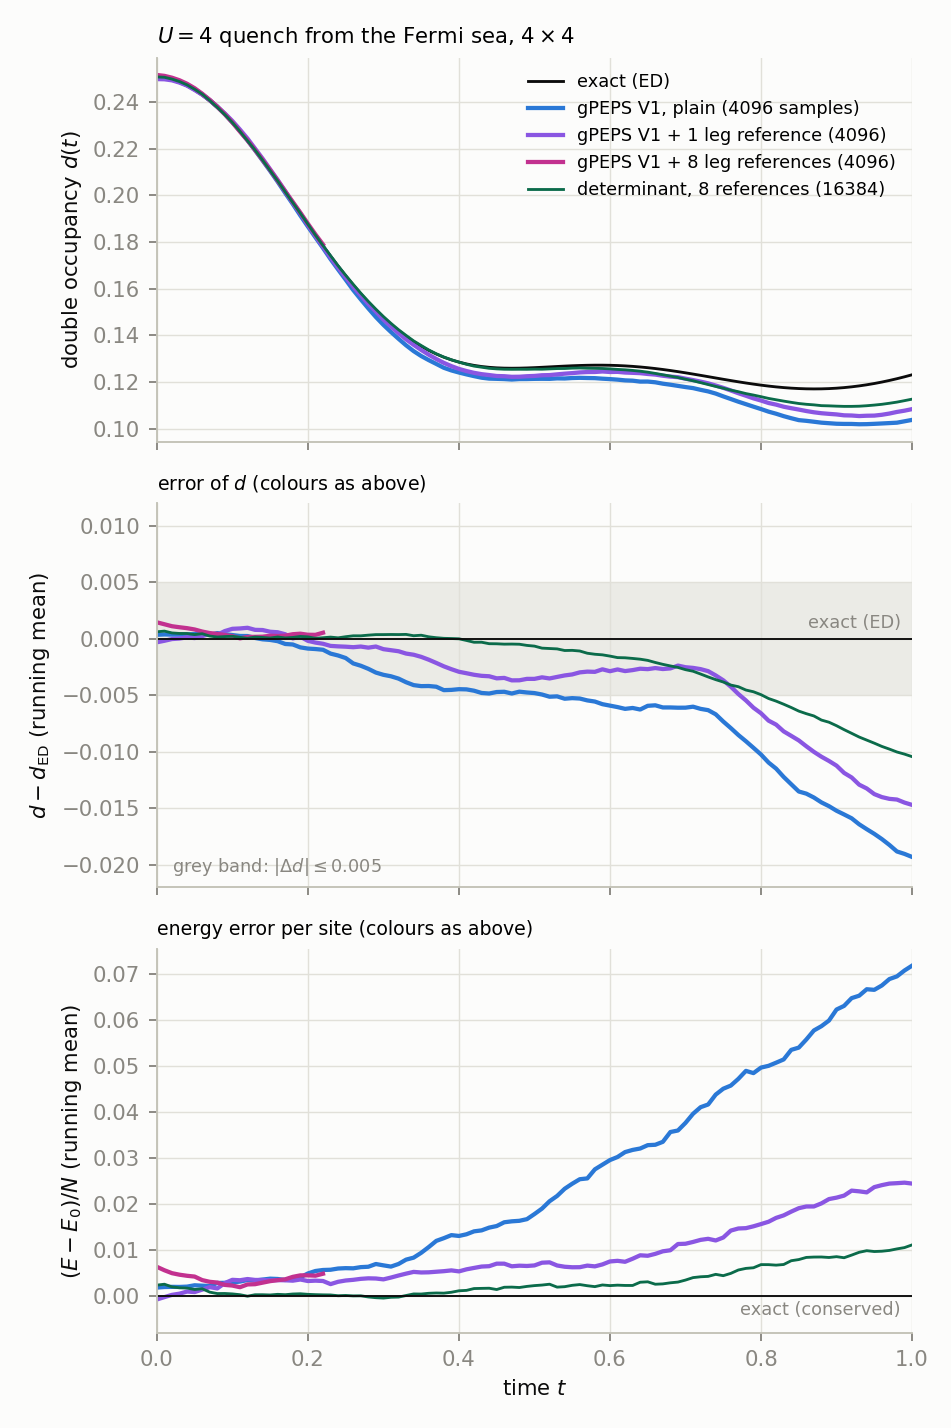 U = 4 quench from the Fermi sea, 4 × 4
exact (ED)
gPEPS V1, plain (4096 samples)
gPEPS V1 + 1 leg reference (4096)
gPEPS V1 + 8 leg references (4096)
determinant, 8 references (16384)
double occupancy d(t)
0.24
0.22
0.20
0.18
0.16
0.14
0.12
0.10
error of d (colours as above)
d − d_ED (running mean)
0.010
0.005
0.000
−0.005
−0.010
−0.015
−0.020
exact (ED)
grey band: |Δd| ≤ 0.005
energy error per site (colours as above)
(E − E₀)/N (running mean)
0.07
0.06
0.05
0.04
0.03
0.02
0.01
0.00
exact (conserved)
0.0 0.2 0.4 0.6 0.8 1.0
time t